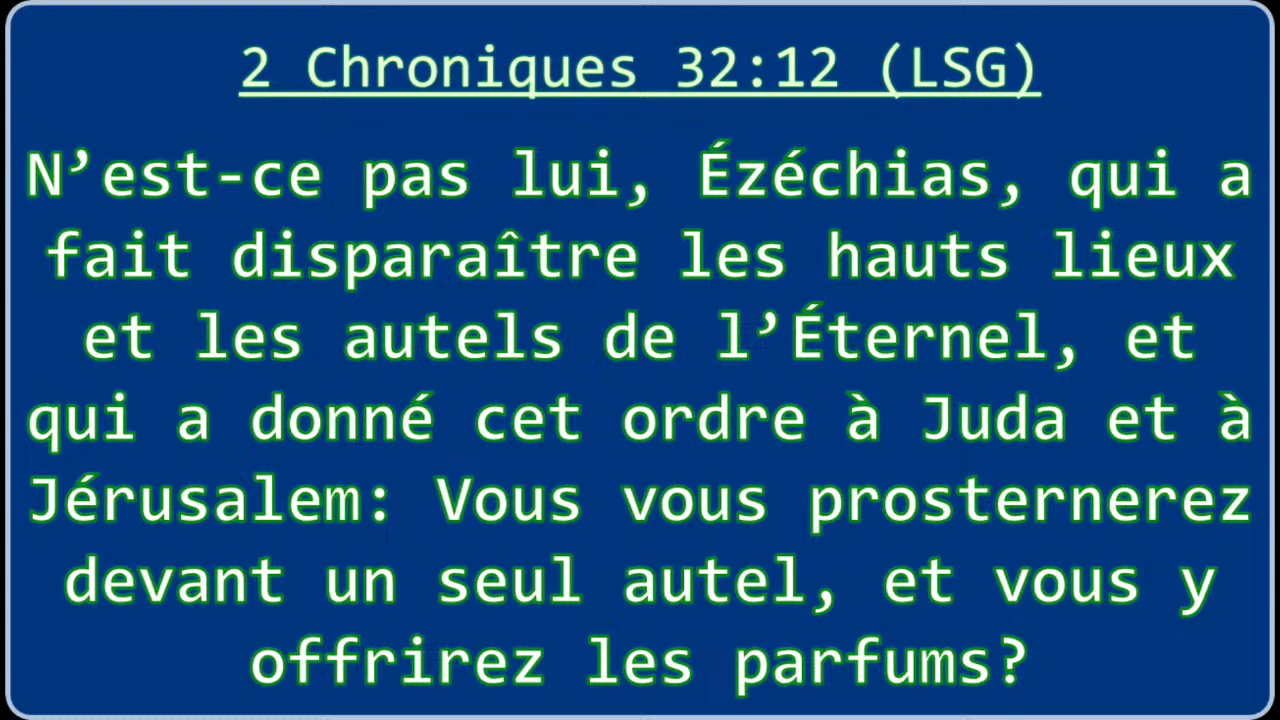 2 Chroniques 32:12 (LSG)
N’est-ce pas lui, Ézéchias, qui a
fait disparaître les hauts lieux
et les autels de l’Éternel, et
qui a donné cet ordre à Juda et à
Jérusalem: Vous vous prosternerez
devant un seul autel, et vous y
offrirez les parfums?